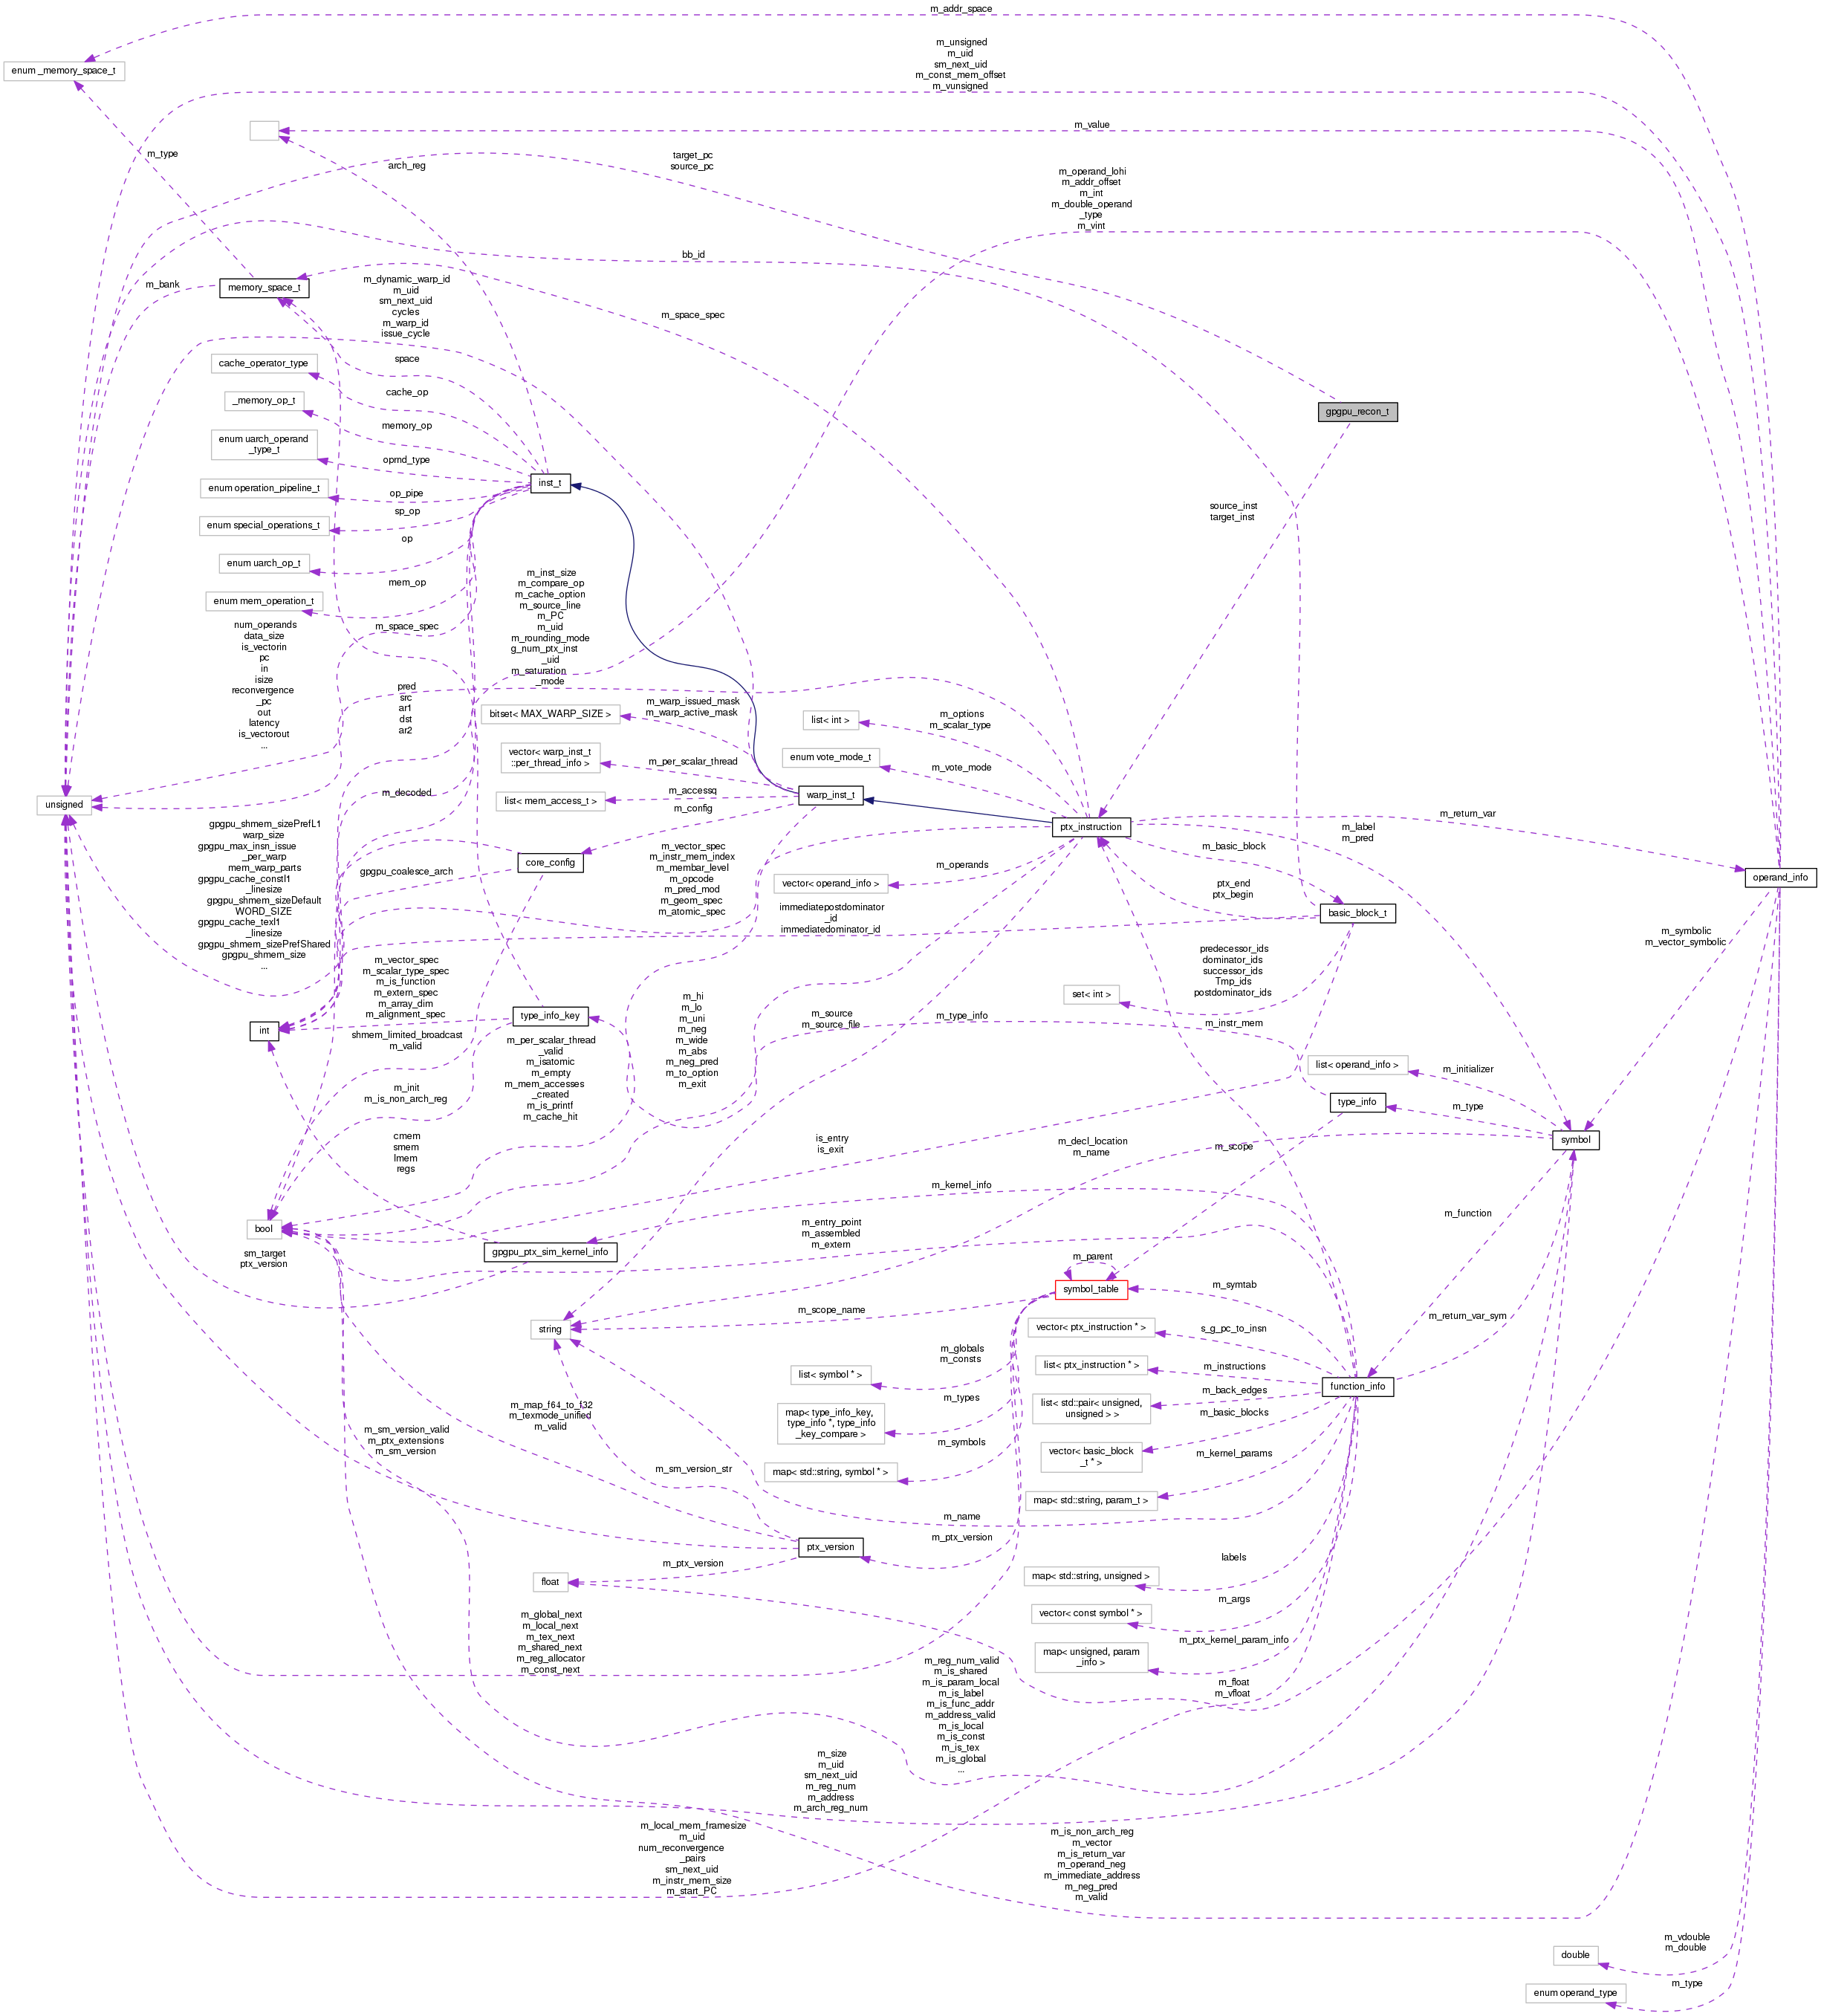 m_addr_space
m_unsigned
m_uid
sm_next_uid
m_const_mem_offset
m_vunsigned
enum _memory_space_t
m_value
m_type
arch_reg
target_pc
source_pc
m_operand_lohi
m_addr_offset
m_int
m_double_operand
_type
m_vint
bb_id
memory_space_t
m_bank
m_dynamic_warp_id
m_uid
sm_next_uid
cycles
m_warp_id
issue_cycle
m_space_spec
space
cache_operator_type
cache_op
_memory_op_t
memory_op
gpgpu_recon_t
enum uarch_operand
_type_t
oprnd_type
inst_t
enum operation_pipeline_t
op_pipe
enum special_operations_t
sp_op
source_inst
target_inst
op
enum uarch_op_t
mem_op
enum mem_operation_t
m_inst_size
m_compare_op
m_cache_option
m_source_line
m_PC
m_uid
m_rounding_mode
g_num_ptx_inst
_uid
m_saturation
_mode
num_operands
data_size
is_vectorin
pc
in
isize
reconvergence
_pc
out
latency
is_vectorout
...
m_space_spec
pred
src
ar1
dst
ar2
bitset< MAX_WARP_SIZE >
m_warp_issued_mask
m_warp_active_mask
list< int >
m_options
m_scalar_type
vector< warp_inst_t
::per_thread_info >
m_per_scalar_thread
enum vote_mode_t
m_vote_mode
list< mem_access_t >
m_accessq
warp_inst_t
m_config
unsigned
m_decoded
ptx_instruction
m_return_var
m_label
m_pred
m_basic_block
gpgpu_shmem_sizePrefL1
warp_size
gpgpu_max_insn_issue
_per_warp
mem_warp_parts
gpgpu_cache_constl1
_linesize
gpgpu_shmem_sizeDefault
WORD_SIZE
gpgpu_cache_texl1
_linesize
gpgpu_shmem_sizePrefShared
gpgpu_shmem_size
...
core_config
gpgpu_coalesce_arch
m_vector_spec
m_instr_mem_index
m_membar_level
m_opcode
m_pred_mod
m_geom_spec
m_atomic_spec
m_operands
vector< operand_info >
operand_info
ptx_end
ptx_begin
basic_block_t
immediatepostdominator
_id
immediatedominator_id
m_symbolic
m_vector_symbolic
predecessor_ids
dominator_ids
successor_ids
Tmp_ids
postdominator_ids
set< int >
m_vector_spec
m_scalar_type_spec
m_is_function
m_extern_spec
m_array_dim
m_alignment_spec
type_info_key
int
m_hi
m_lo
m_uni
m_neg
m_wide
m_abs
m_neg_pred
m_to_option
m_exit
m_source
m_source_file
m_type_info
m_instr_mem
shmem_limited_broadcast
m_valid
m_per_scalar_thread
_valid
m_isatomic
m_empty
m_mem_accesses
_created
m_is_printf
m_cache_hit
list< operand_info >
m_initializer
m_init
m_is_non_arch_reg
type_info
m_type
symbol
cmem
smem
lmem
regs
is_entry
is_exit
m_decl_location
m_name
m_scope
m_kernel_info
m_function
bool
gpgpu_ptx_sim_kernel_info
sm_target
ptx_version
m_entry_point
m_assembled
m_extern
m_parent
symbol_table
m_symtab
m_scope_name
string
vector< ptx_instruction * >
s_g_pc_to_insn
m_return_var_sym
m_globals
m_consts
list< symbol * >
list< ptx_instruction * >
m_instructions
function_info
m_types
map< type_info_key,
type_info *, type_info
_key_compare >
list< std::pair< unsigned,
unsigned > >
m_back_edges
m_basic_blocks
m_map_f64_to_f32
m_texmode_unified
m_valid
m_sm_version_valid
m_ptx_extensions
m_sm_version
m_symbols
map< std::string, symbol * >
vector< basic_block
_t * >
m_kernel_params
m_sm_version_str
map< std::string, param_t >
m_name
m_ptx_version
ptx_version
m_ptx_version
float
labels
map< std::string, unsigned >
m_args
vector< const symbol * >
m_global_next
m_local_next
m_tex_next
m_shared_next
m_reg_allocator
m_const_next
m_ptx_kernel_param_info
map< unsigned, param
_info >
m_reg_num_valid
m_is_shared
m_is_param_local
m_is_label
m_is_func_addr
m_address_valid
m_is_local
m_is_const
m_is_tex
m_is_global
...
m_float
m_vfloat
m_size
m_uid
sm_next_uid
m_reg_num
m_address
m_arch_reg_num
m_local_mem_framesize
m_uid
num_reconvergence
_pairs
sm_next_uid
m_instr_mem_size
m_start_PC
m_is_non_arch_reg
m_vector
m_is_return_var
m_operand_neg
m_immediate_address
m_neg_pred
m_valid
m_vdouble
m_double
double
m_type
enum operand_type